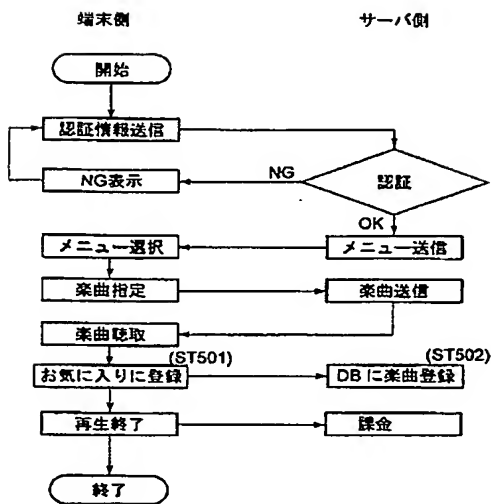 端末側
サーバ側
開始
認証情報送信
NG表示
NG
認証
OK
メニュー選択
メニュー送信
楽曲指定
楽曲送信
楽曲聴取
(ST501)
(ST502)
お気に入りに登録
DBに楽曲登録
再生終了
課金
終了